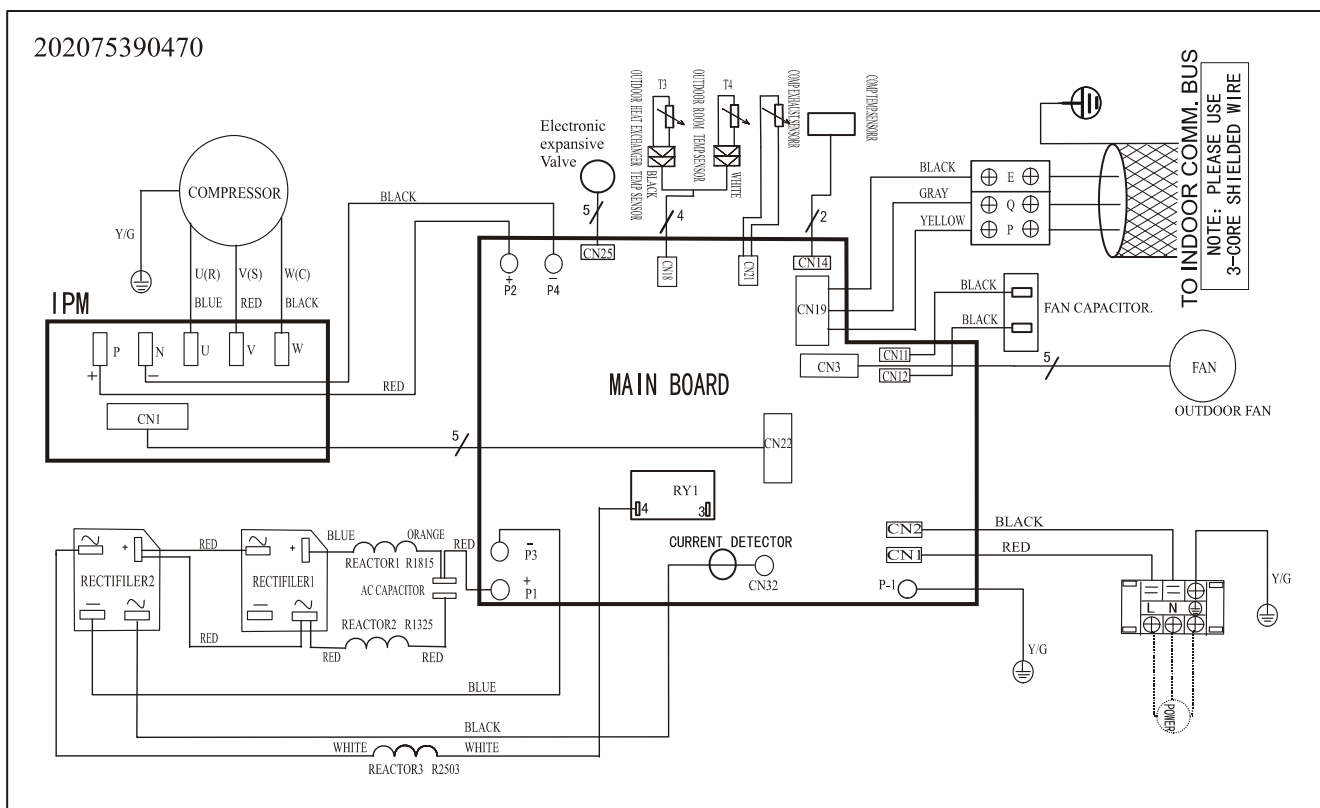 202075390470
COMPRESSOR
Y/G
U(R)
V(S)
W(C)
BLUE
RED
BLACK
IPM
P
N
U
V
W
+
−
CN1
5
BLACK
RED
Electronic
expansive
Valve
5
CN25
OUTDOOR HEAT EXCHANGER TEMP SENSOR
T3
BLACK
OUTDOOR ROOM TEMP.SENSOR
T4
WHITE
4
CN18
COMP.EXHALST.SENSORR
CN21
COMP.TEMP.SENSORR
2
CN14
+
P2
−
P4
CN19
BLACK
GRAY
YELLOW
E
Q
P
TO INDOOR COMM. BUS
NOTE: PLEASE USE
3-CORE SHIELDED WIRE
BLACK
BLACK
FAN CAPACITOR.
CN11
CN12
CN3
5
FAN
OUTDOOR FAN
MAIN BOARD
CN22
RY1
4
3
CURRENT DETECTOR
CN32
CN2
CN1
BLACK
RED
P-1
Y/G
Y/G
L N
POWER
−
P3
+
P1
RECTIFILER2
+
RED
RECTIFILER1
+
RED
BLUE
ORANGE
REACTOR1 R1815
RED
AC CAPACITOR
REACTOR2 R1325
RED
RED
BLUE
BLACK
WHITE
WHITE
REACTOR3 R2503